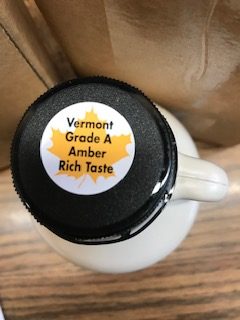 Vermont
Grade A
Amber
Rich Taste